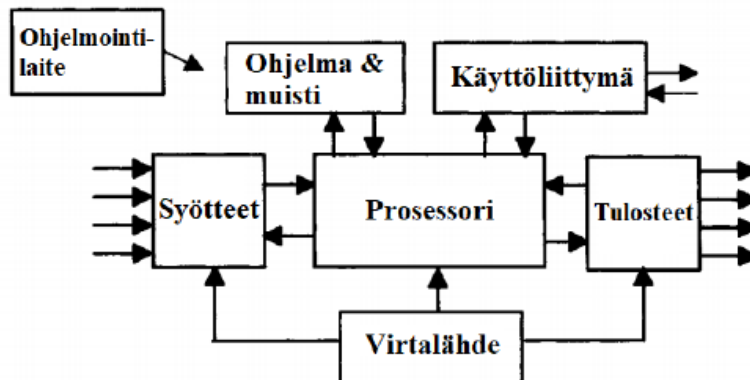 Ohjelmointi-
laite
Ohjelma &
muisti
Käyttöliittymä
Syötteet
Prosessori
Tulosteet
Virtalähde